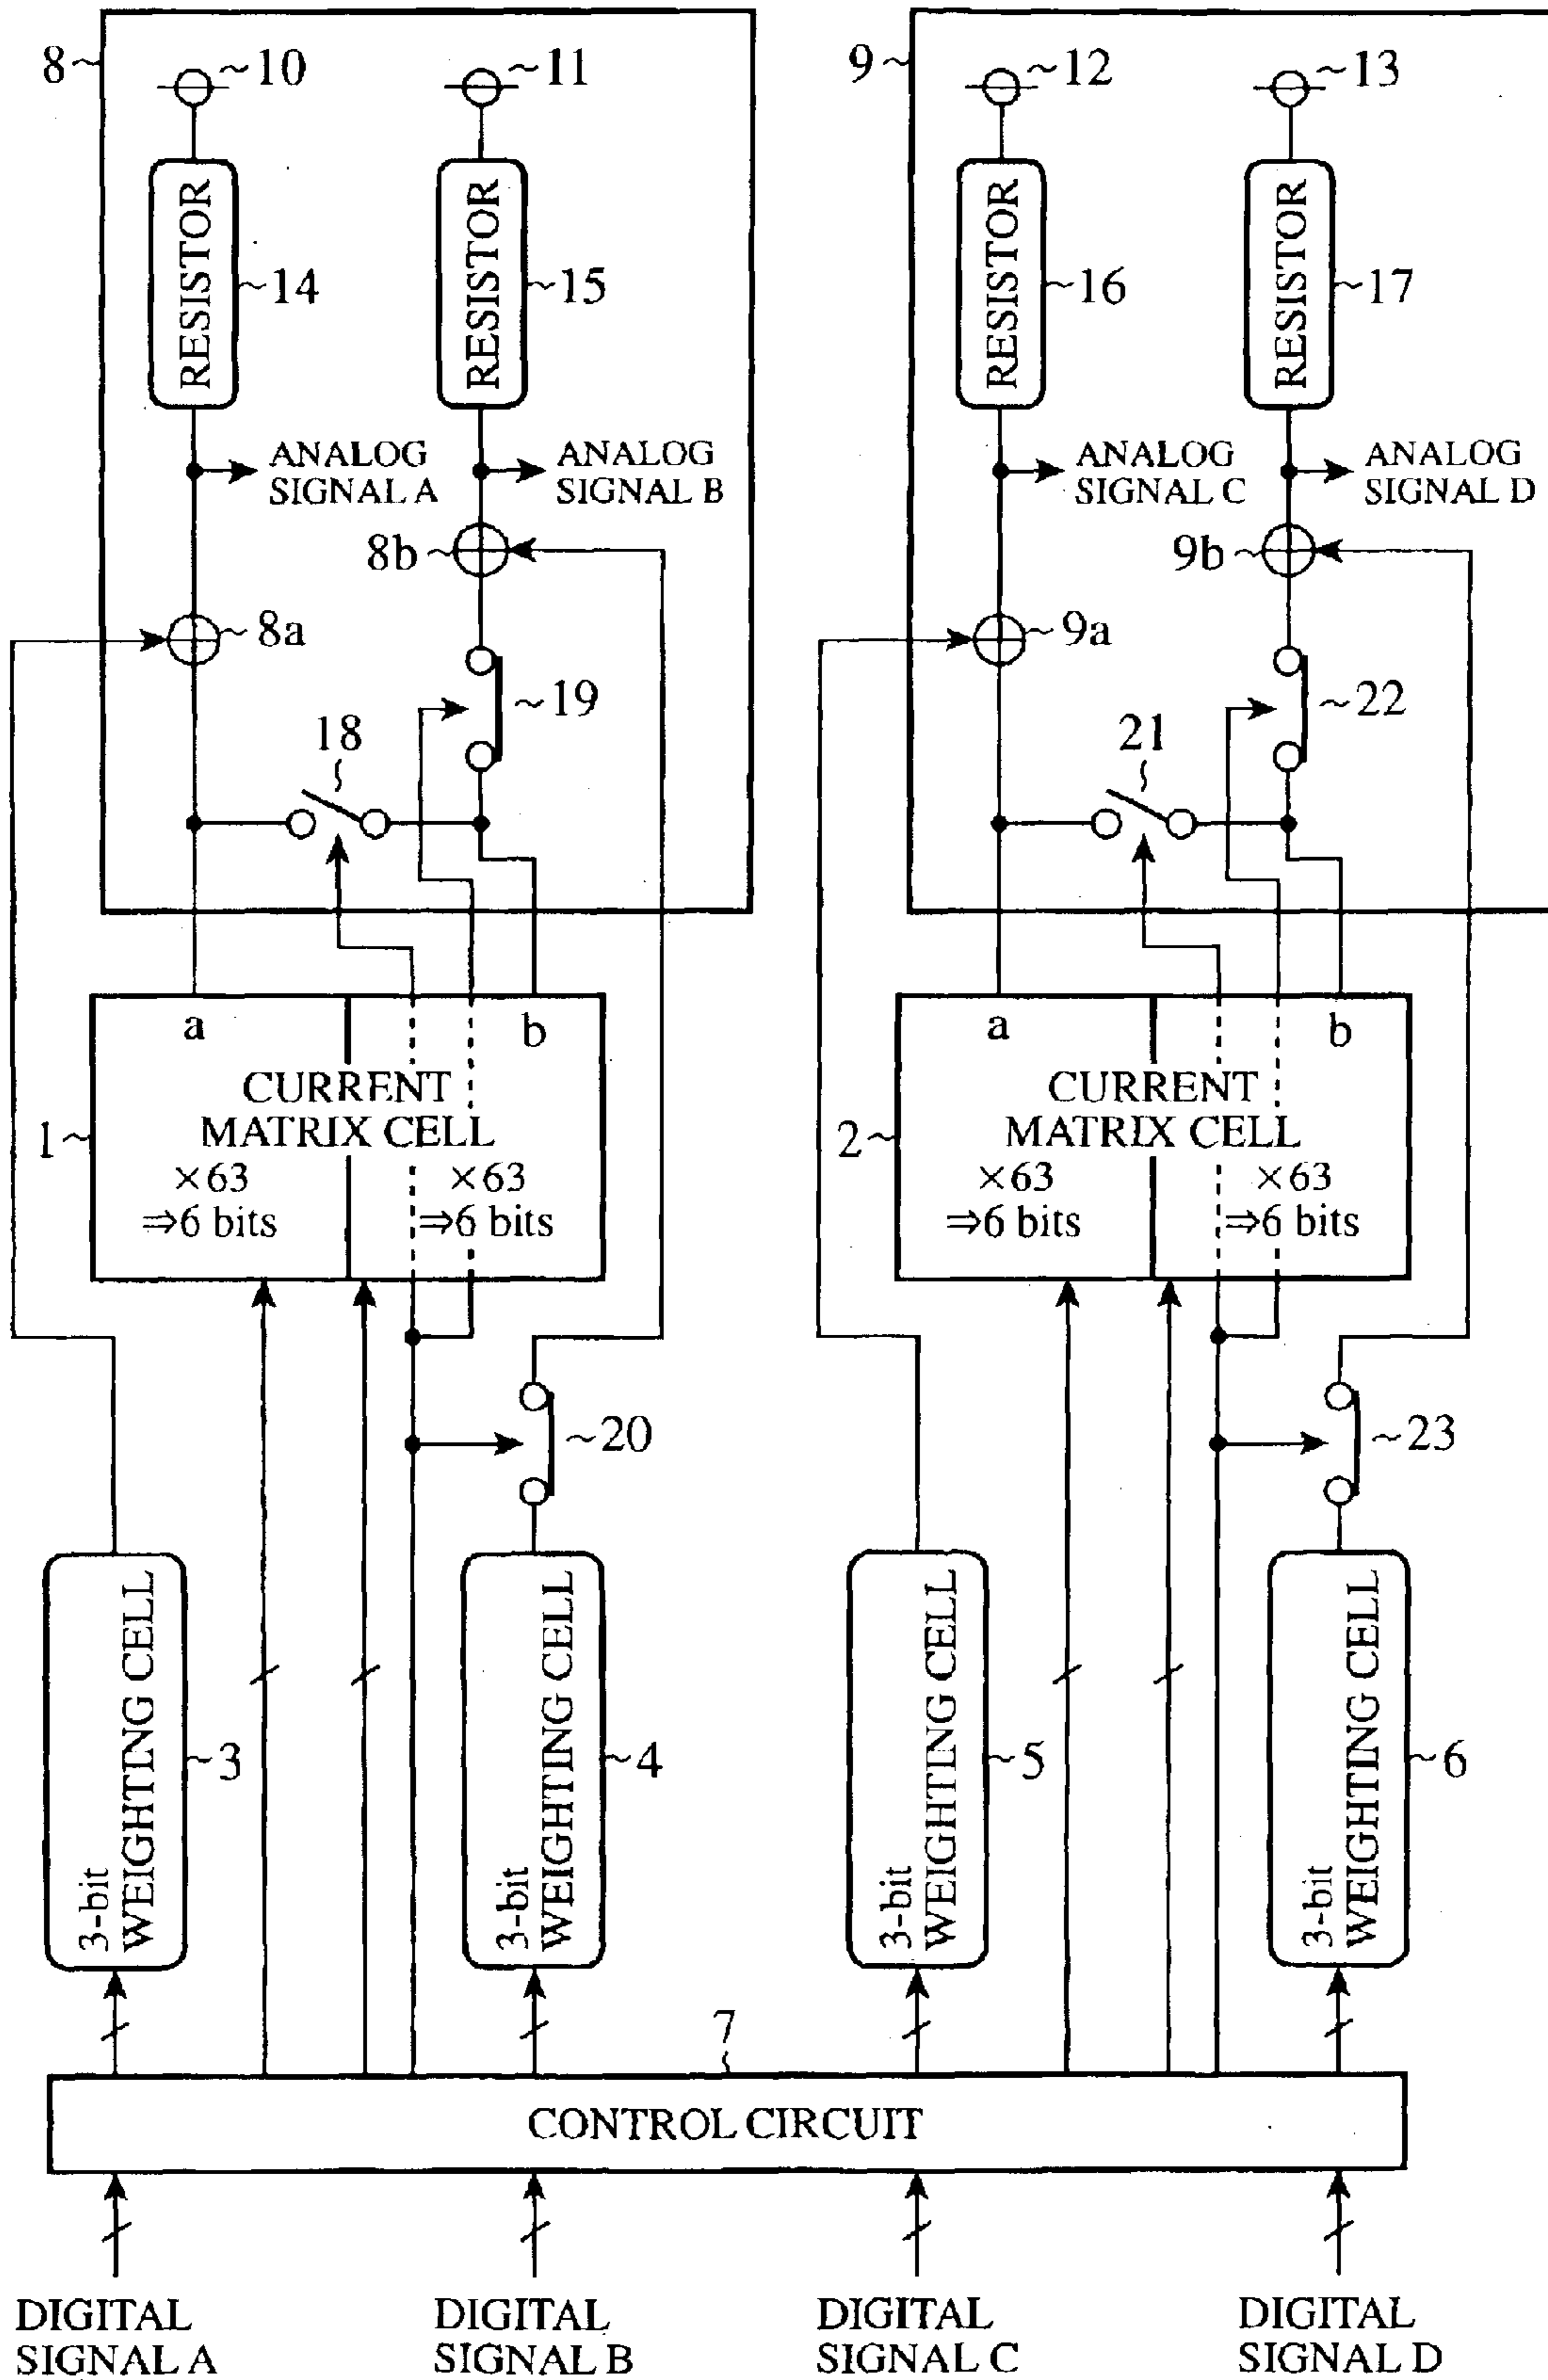 8
10
11
9
12
13
RESISTOR
14
RESISTOR
15
RESISTOR
16
RESISTOR
17
ANALOG
SIGNAL A
ANALOG
SIGNAL B
ANALOG
SIGNAL C
ANALOG
SIGNAL D
8b
9b
8a
9a
19
22
18
21
a
b
CURRENT
MATRIX CELL
1
×63
×63
⇒6 bits
⇒6 bits
a
b
CURRENT
MATRIX CELL
2
×63
×63
⇒6 bits
⇒6 bits
20
23
3-bit
WEIGHTING CELL
3
3-bit
WEIGHTING CELL
4
3-bit
WEIGHTING CELL
5
3-bit
WEIGHTING CELL
6
7
CONTROL CIRCUIT
DIGITAL
SIGNAL A
DIGITAL
SIGNAL B
DIGITAL
SIGNAL C
DIGITAL
SIGNAL D